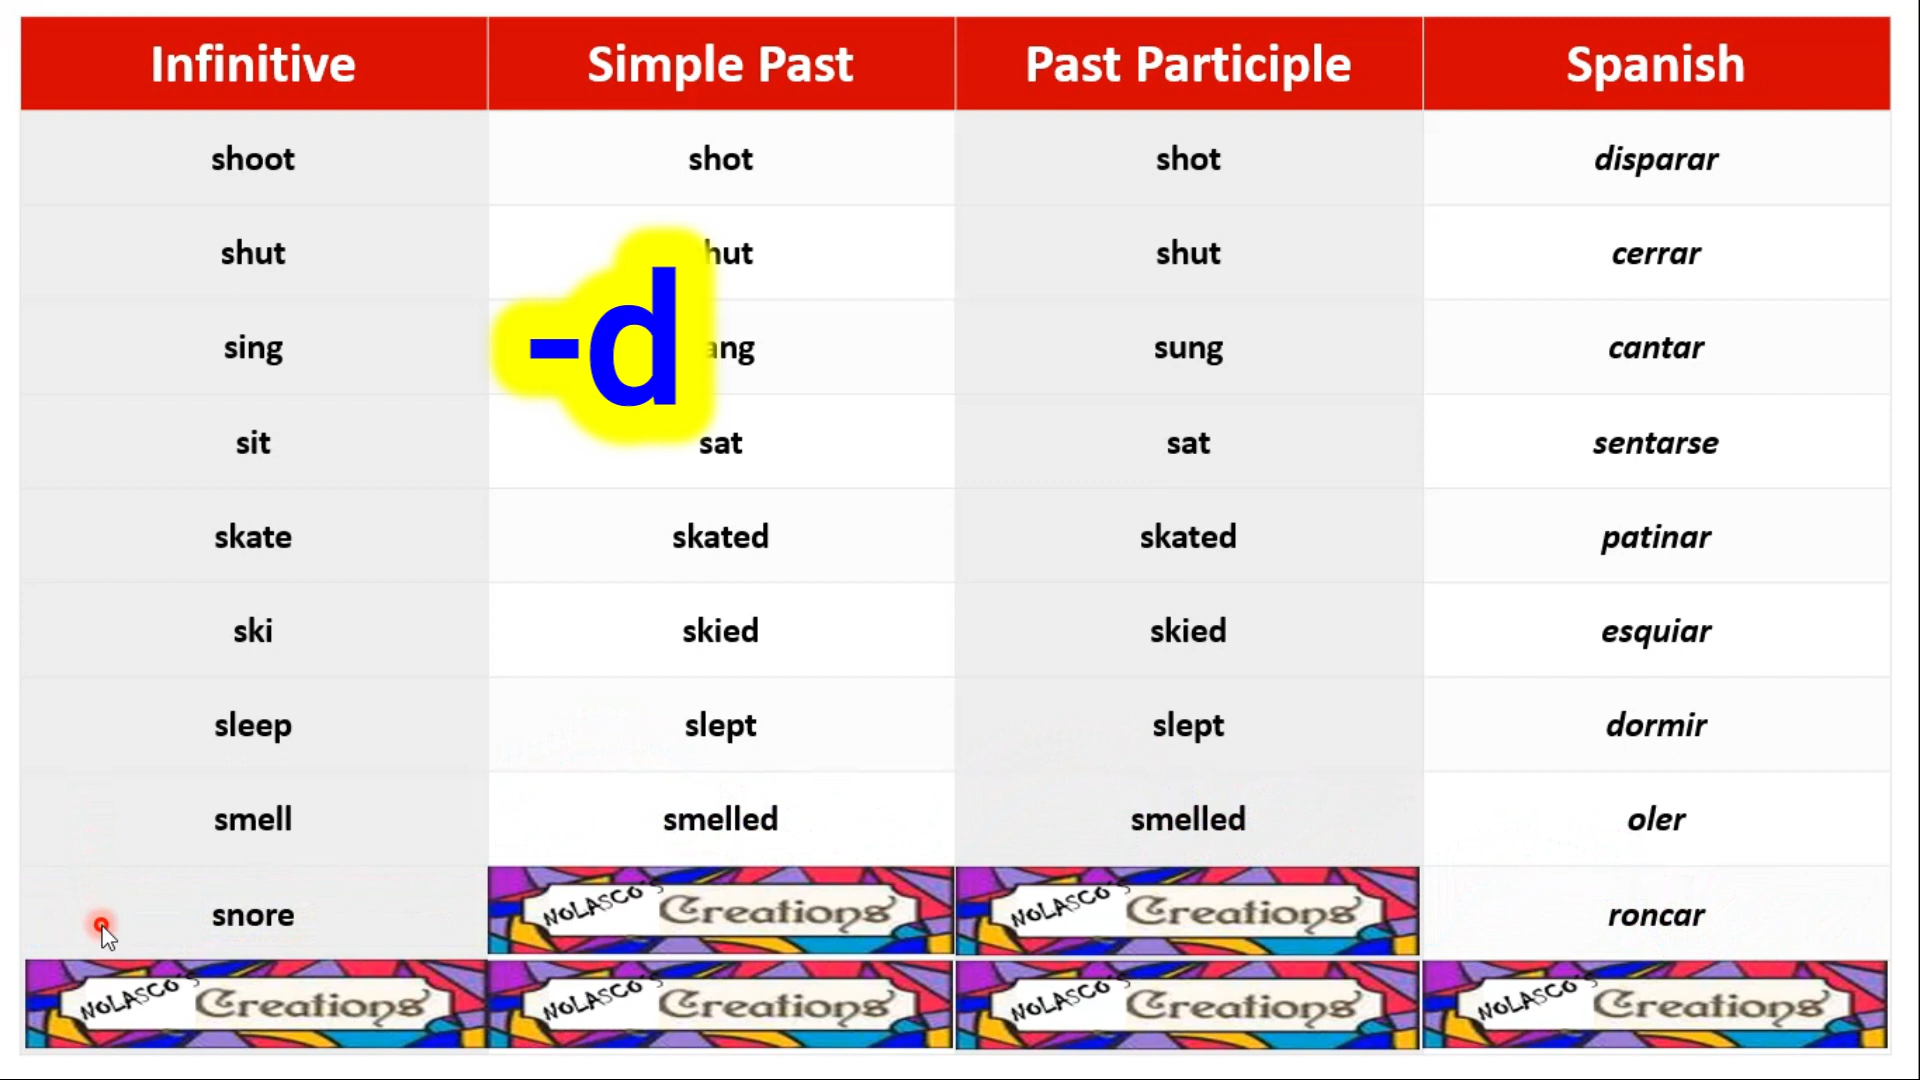 Infinitive Simple Past Past Participle Spanish
shoot shot shot disparar
shut hut shut cerrar
-d
sing ang sung cantar
sit sat sat sentarse
skate skated skated patinar
ski skied skied esquiar
sleep slept slept dormir
smell smelled smelled oler
snore NOLASCO'S Creations NOLASCO'S Creations roncar
NOLASCO'S Creations NOLASCO'S Creations NOLASCO'S Creations NOLASCO'S Creations